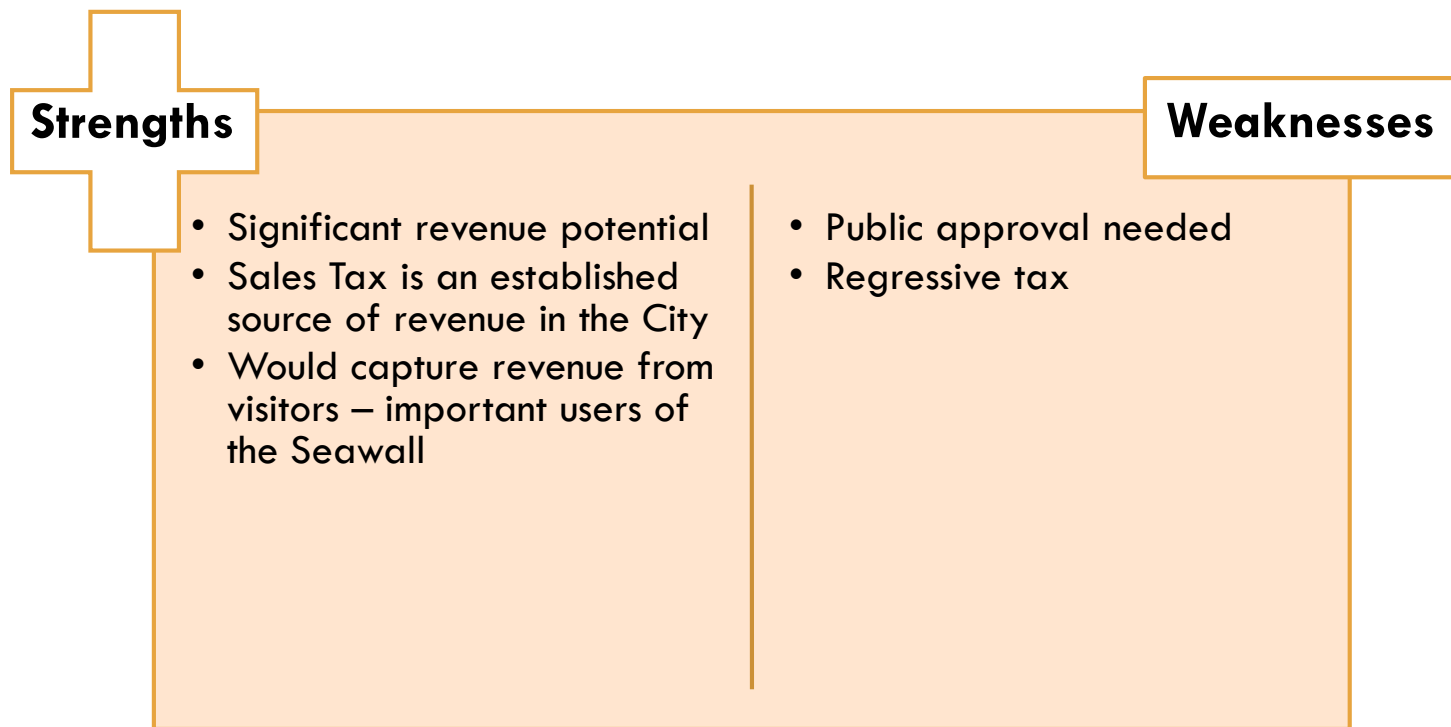 Strengths
Weaknesses
• Significant revenue potential
• Sales Tax is an established
source of revenue in the City
• Would capture revenue from
visitors – important users of
the Seawall
• Public approval needed
• Regressive tax